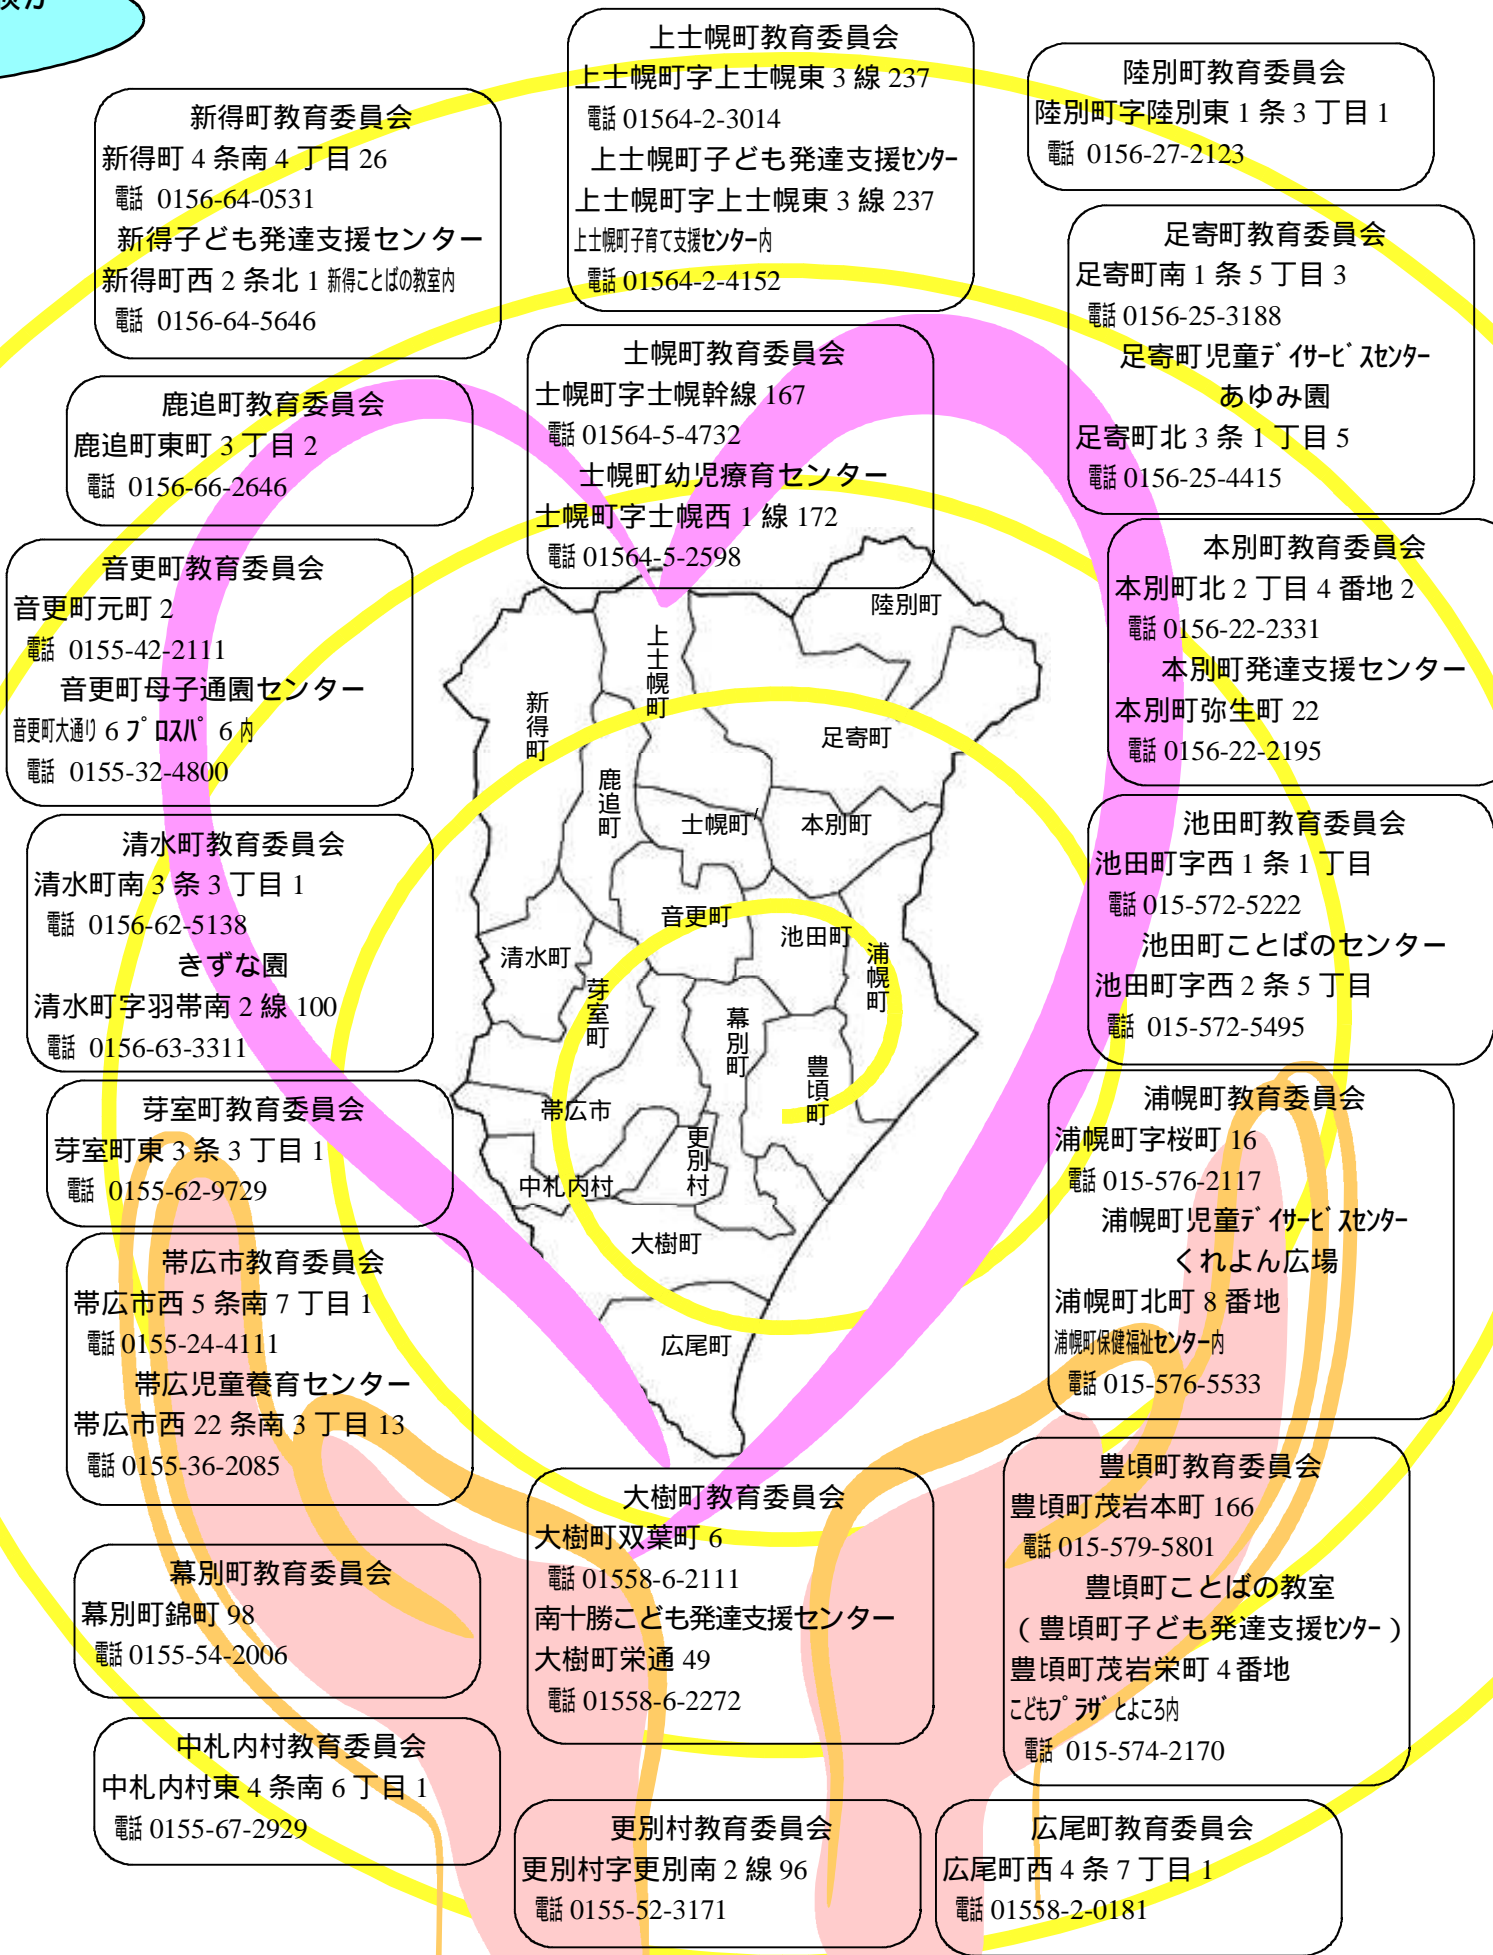 上士幌町教育委員会
上士幌町字上士幌東 3 線 237
電話 01564-2-3014
上士幌町子ども発達支援センター
上士幌町字上士幌東 3 線 237
上士幌町子育て支援センター内
電話 01564-2-4152
陸別町教育委員会
陸別町字陸別東 1 条 3 丁目 1
電話 0156-27-2123
新得町教育委員会
新得町 4 条南 4 丁目 26
電話 0156-64-0531
新得子ども発達支援センター
新得町西 2 条北 1 新得ことばの教室内
電話 0156-64-5646
足寄町教育委員会
足寄町南 1 条 5 丁目 3
電話 0156-25-3188
足寄町児童デイサービスセンター
あゆみ園
足寄町北 3 条 1 丁目 5
電話 0156-25-4415
鹿追町教育委員会
鹿追町東町 3 丁目 2
電話 0156-66-2646
士幌町教育委員会
士幌町字士幌幹線 167
電話 01564-5-4732
士幌町幼児療育センター
士幌町字士幌西 1 線 172
電話 01564-5-2598
音更町教育委員会
音更町元町 2
電話 0155-42-2111
音更町母子通園センター
音更町大通り 6 プロスパ 6 内
電話 0155-32-4800
本別町教育委員会
本別町北 2 丁目 4 番地 2
電話 0156-22-2331
本別町発達支援センター
本別町弥生町 22
電話 0156-22-2195
陸別町
上士幌町
新得町
足寄町
鹿追町
士幌町
本別町
音更町
池田町
浦幌町
清水町
芽室町
幕別町
豊頃町
帯広市
更別村
中札内村
大樹町
広尾町
清水町教育委員会
清水町南 3 条 3 丁目 1
電話 0156-62-5138
きずな園
清水町字羽帯南 2 線 100
電話 0156-63-3311
池田町教育委員会
池田町字西 1 条 1 丁目
電話 015-572-5222
池田町ことばのセンター
池田町字西 2 条 5 丁目
電話 015-572-5495
芽室町教育委員会
芽室町東 3 条 3 丁目 1
電話 0155-62-9729
浦幌町教育委員会
浦幌町字桜町 16
電話 015-576-2117
浦幌町児童デイサービスセンター
くれよん広場
浦幌町北町 8 番地
浦幌町保健福祉センター内
電話 015-576-5533
帯広市教育委員会
帯広市西 5 条南 7 丁目 1
電話 0155-24-4111
帯広児童養育センター
帯広市西 22 条南 3 丁目 13
電話 0155-36-2085
豊頃町教育委員会
豊頃町茂岩本町 166
電話 015-579-5801
豊頃町ことばの教室
(豊頃町子ども発達支援センター)
豊頃町茂岩栄町 4 番地
こどもプラザとよころ内
電話 015-574-2170
大樹町教育委員会
大樹町双葉町 6
電話 01558-6-2111
南十勝こども発達支援センター
大樹町栄通 49
電話 01558-6-2272
幕別町教育委員会
幕別町錦町 98
電話 0155-54-2006
中札内村教育委員会
中札内村東 4 条南 6 丁目 1
電話 0155-67-2929
更別村教育委員会
更別村字更別南 2 線 96
電話 0155-52-3171
広尾町教育委員会
広尾町西 4 条 7 丁目 1
電話 01558-2-0181